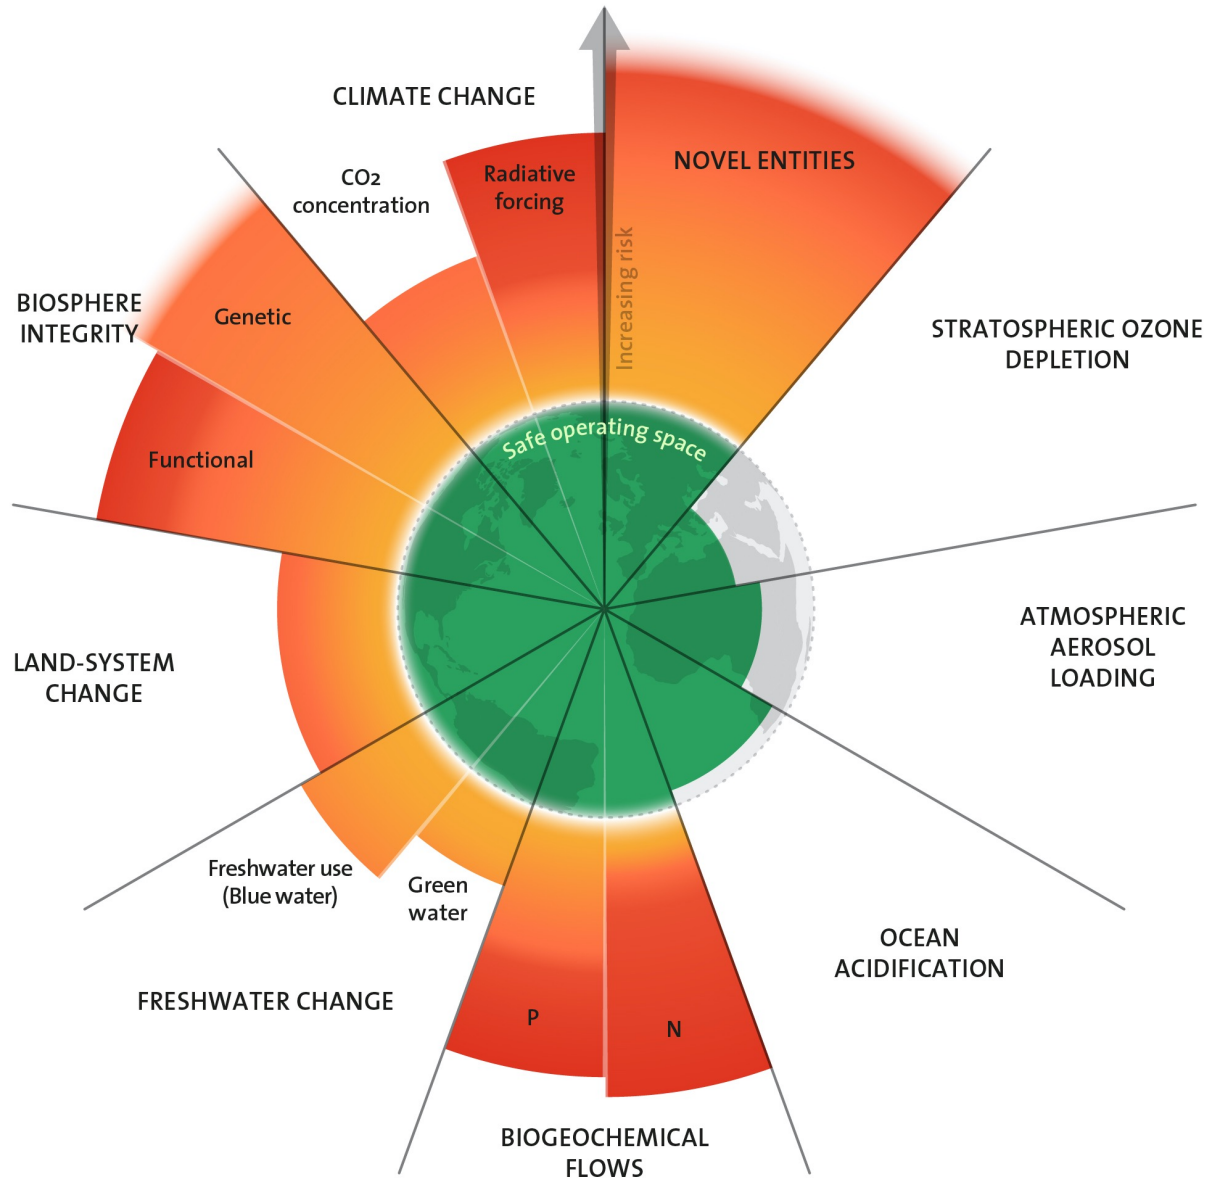 CLIMATE CHANGE
CO2
concentration
Radiative
forcing
NOVEL ENTITIES
Increasing risk
STRATOSPHERIC OZONE
DEPLETION
BIOSPHERE
INTEGRITY
Genetic
Functional
Safe operating space
ATMOSPHERIC
AEROSOL
LOADING
LAND-SYSTEM
CHANGE
Freshwater use
(Blue water)
Green
water
FRESHWATER CHANGE
P
N
OCEAN
ACIDIFICATION
BIOGEOCHEMICAL
FLOWS